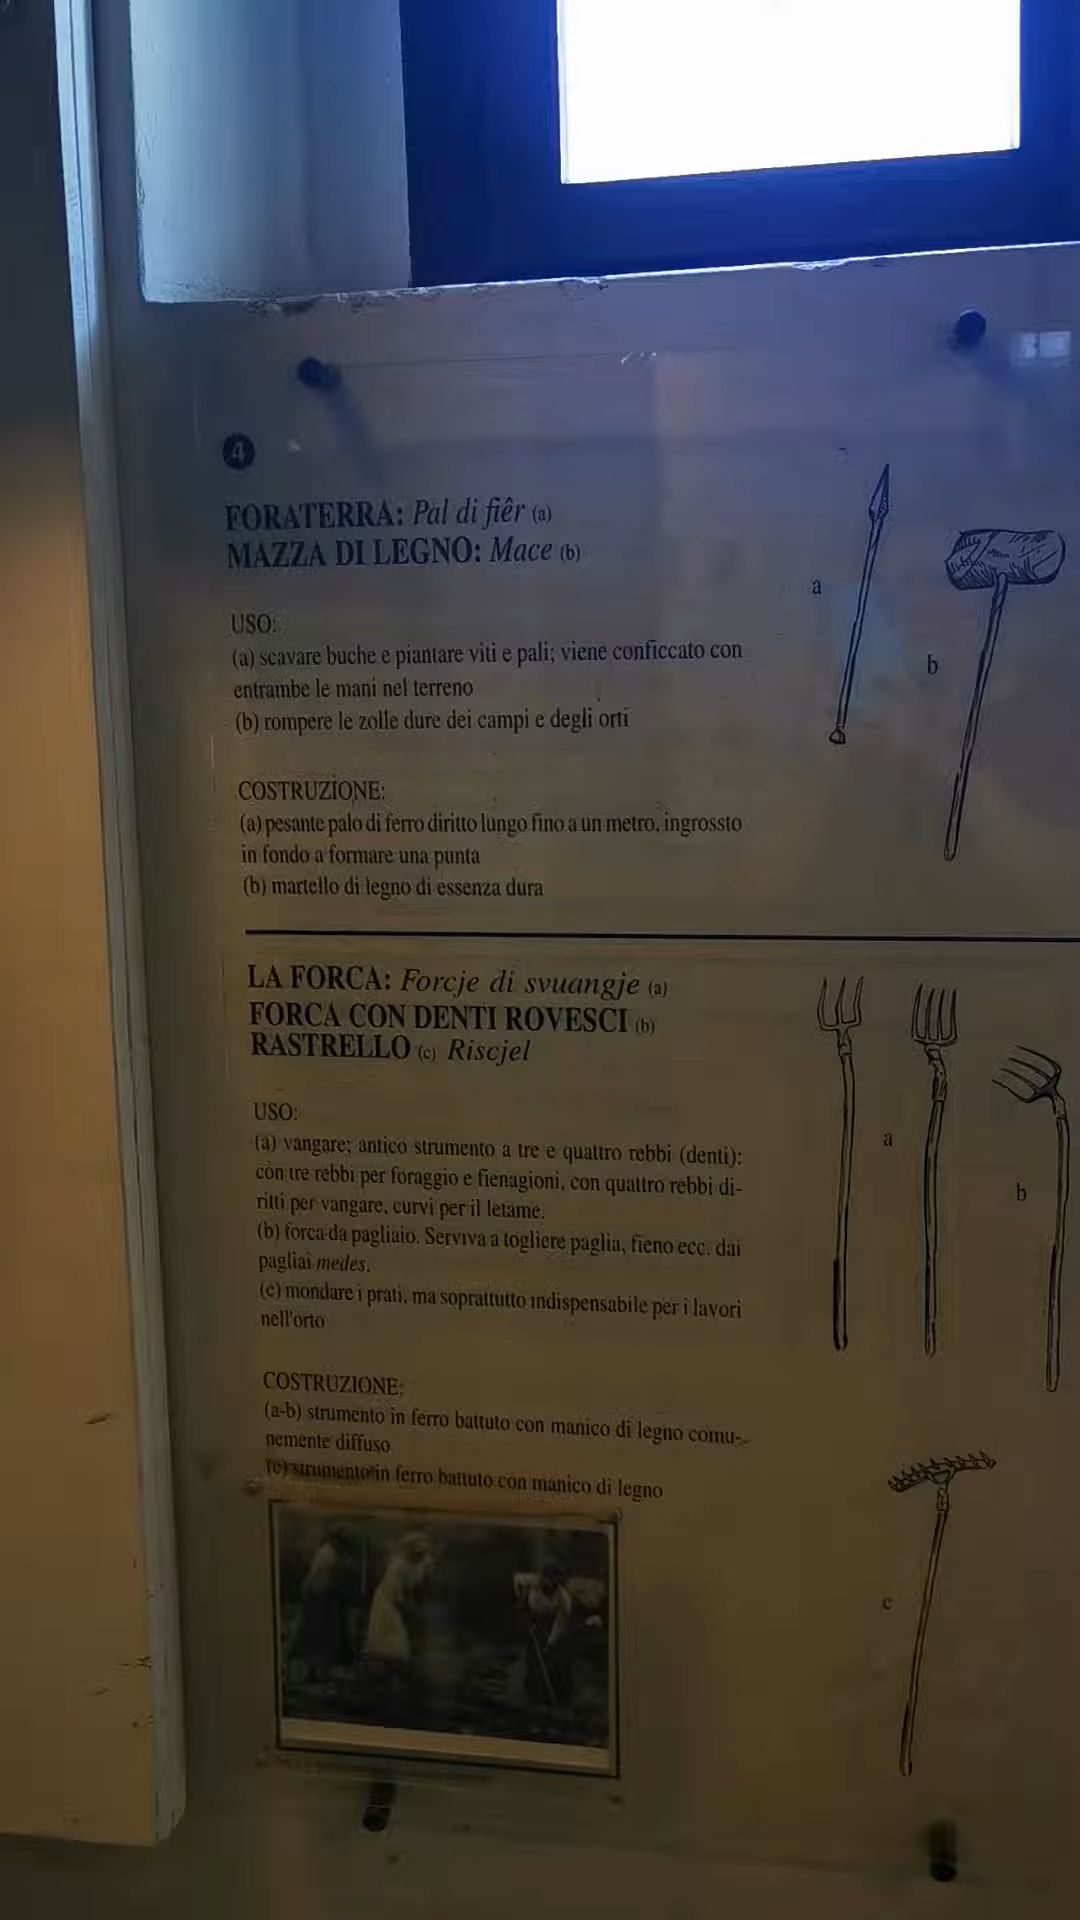 4
FORATERRA: Pal di fiêr (a)
MAZZA DI LEGNO: Mace (b)
USO:
(a) scavare buche e piantare viti e pali; viene conficcato con
entrambe le mani nel terreno
(b) rompere le zolle dure dei campi e degli orti
COSTRUZIONE:
(a) pesante palo di ferro diritto lungo fino a un metro, ingrossto
in fondo a formare una punta
(b) martello di legno di essenza dura
a
b
LA FORCA: Forcje di svuangje (a)
FORCA CON DENTI ROVESCI (b)
RASTRELLO (c) Riscjel
USO:
(a) vangare; antico strumento a tre e quattro rebbi (denti):
con tre rebbi per foraggio e fienagioni, con quattro rebbi di-
ritti per vangare, curvi per il letame.
(b) forca da pagliaio. Serviva a togliere paglia, fieno ecc. dai
pagliai medes.
(c) mondare i prati, ma soprattutto indispensabile per i lavori
nell'orto
COSTRUZIONE:
(a-b) strumento in ferro battuto con manico di legno comu-
nemente diffuso
(c) strumento in ferro battuto con manico di legno
a
b
c